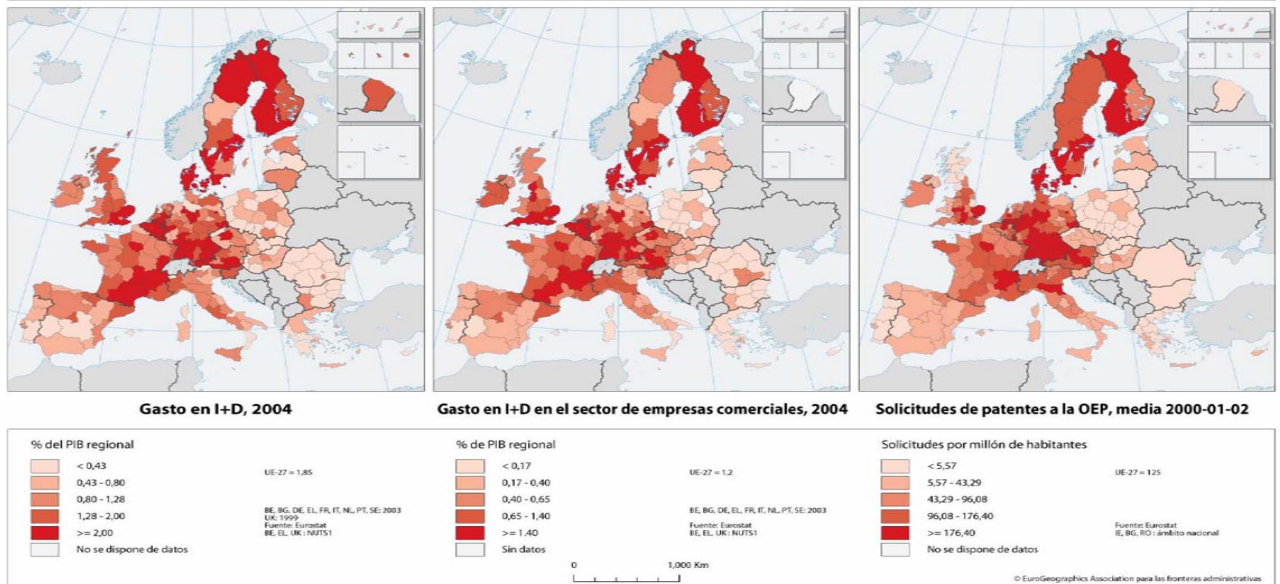 Gasto en I+D, 2004
Gasto en I+D en el sector de empresas comerciales, 2004
Solicitudes de patentes a la OEP, media 2000-01-02
% del PIB regional
< 0,43
0,43 - 0,80
0,80 - 1,28
1,28 - 2,00
>= 2,00
No se dispone de datos
UE-27 = 1,85
BE, BG, DE, EL, FR, IT, NL, PT, SE: 2003
UK: 1999
Fuente: Eurostat
BE, EL, UK : NUTS1
% de PIB regional
< 0,17
0,17 - 0,40
0,40 - 0,65
0,65 - 1,40
>= 1.40
Sin datos
UE-27 = 1.2
BE, BG, DE, EL, FR, IT, NL, PT, SE: 2003
Fuente: Eurostat
BE, EL, UK : NUTS1
Solicitudes por millón de habitantes
< 5,57
5,57 - 43,29
43,29 - 96,08
96,08 - 176,40
>= 176,40
No se dispone de datos
UE-27 = 125
Fuente: Eurostat
IE, BG, RO : ámbito nacional
0 1,000 Km
© EuroGeographics Association para las fronteras administrativas